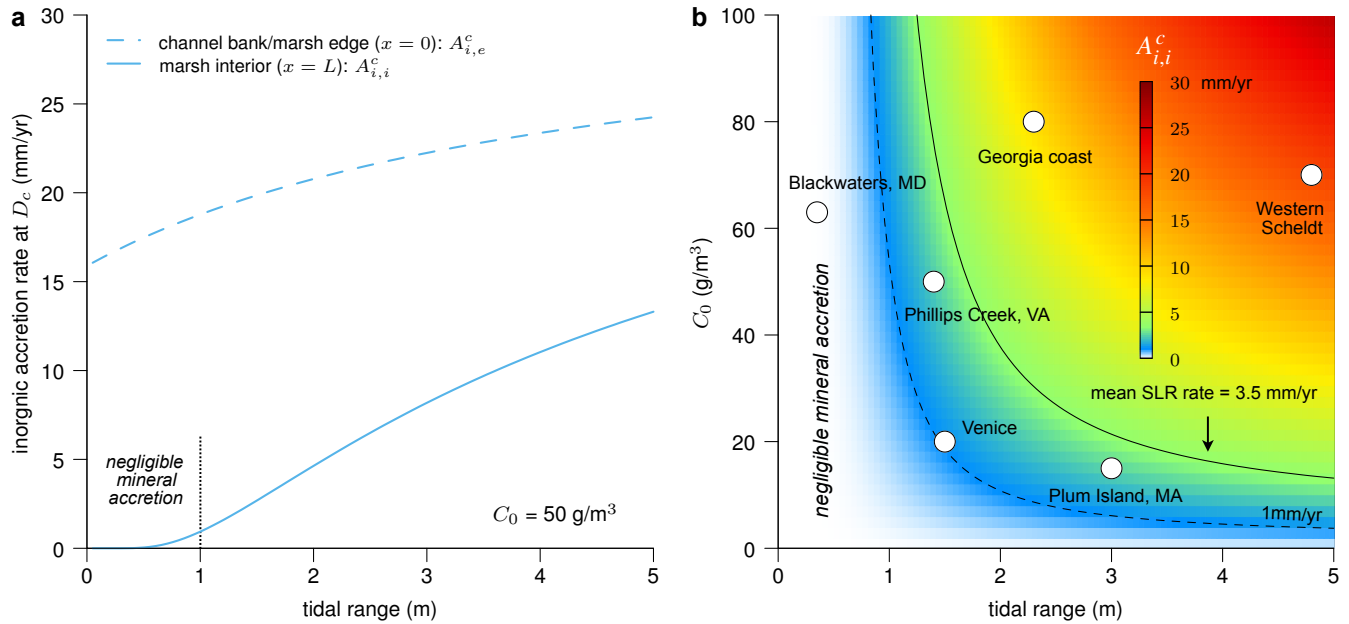 a
30
25
20
15
10
5
0
inorgnic accretion rate at D_c (mm/yr)
channel bank/marsh edge (x = 0): A^c_{i,e}
marsh interior (x = L): A^c_{i,i}
negligible
mineral
accretion
C_0 = 50 g/m^3
0 1 2 3 4 5
tidal range (m)
b
100
80
60
40
20
0
C_0 (g/m^3)
A^c_{i,i}
30 mm/yr
25
20
15
10
5
0
Georgia coast
Blackwaters, MD
Western
Scheldt
negligible mineral accretion
Phillips Creek, VA
mean SLR rate = 3.5 mm/yr
Venice
Plum Island, MA
1mm/yr
0 1 2 3 4 5
tidal range (m)